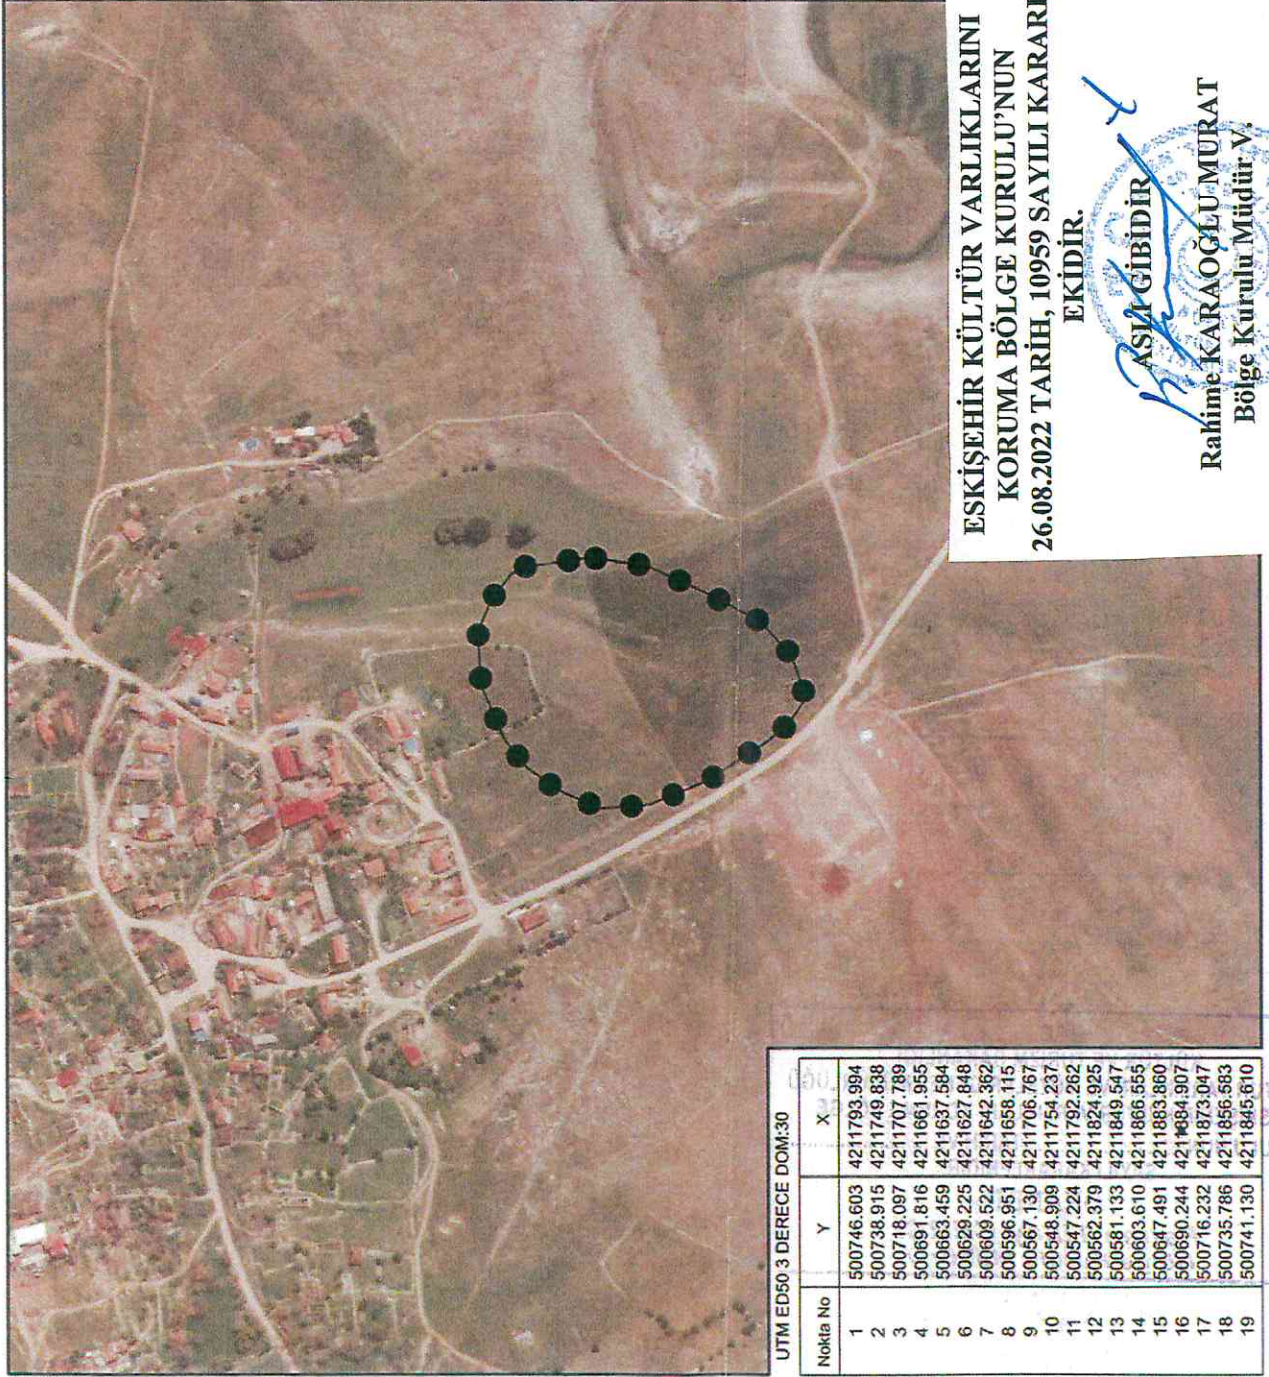 ESKİŞEHİR KÜLTÜR VARLIKLARINI
KORUMA BÖLGE KURULU'NUN
26.08.2022 TARİH, 10959 SAYILI KARARI
EKİDİR.
ASLI GİBİDİR
Rahime KARAOĞLU MURAT
Bölge Kurulu Müdür V.
UTM ED50 3 DERECE DOM:30
Nokta No Y X
1 500746.603 4211793.994
2 500738.915 4211749.838
3 500718.097 4211707.789
4 500691.816 4211661.955
5 500663.459 4211637.584
6 500629.225 4211627.848
7 500609.522 4211642.362
8 500596.951 4211658.115
9 500567.130 4211706.767
10 500548.909 4211754.237
11 500547.224 4211792.262
12 500562.379 4211824.925
13 500581.133 4211849.547
14 500603.610 4211866.555
15 500647.491 4211883.860
16 500690.244 4211884.907
17 500716.232 4211873.047
18 500735.786 4211856.583
19 500741.130 4211845.610